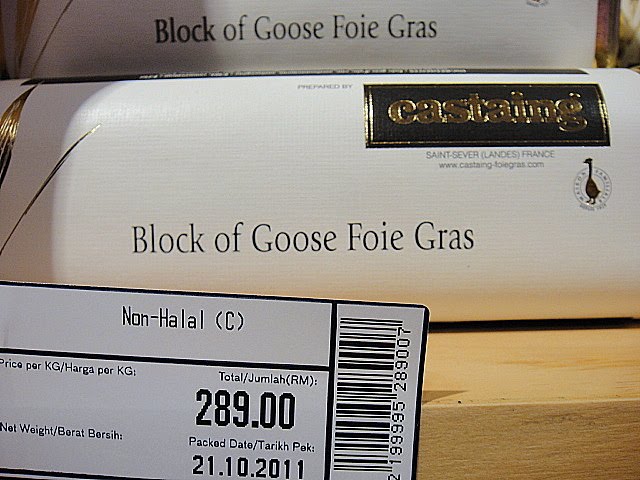 Block of Goose Foie Gras
PREPARED BY
castaing
SAINT-SEVER (LANDES) FRANCE
www.castaing-foiegras.com
Block of Goose Foie Gras
Non-Halal (C)
Price per KG/Harga per KG:
Total/Jumlah(RM):
289.00
Net Weight/Berat Bersih:
Packed Date/Tarikh Pek:
21.10.2011
2 199995 289007